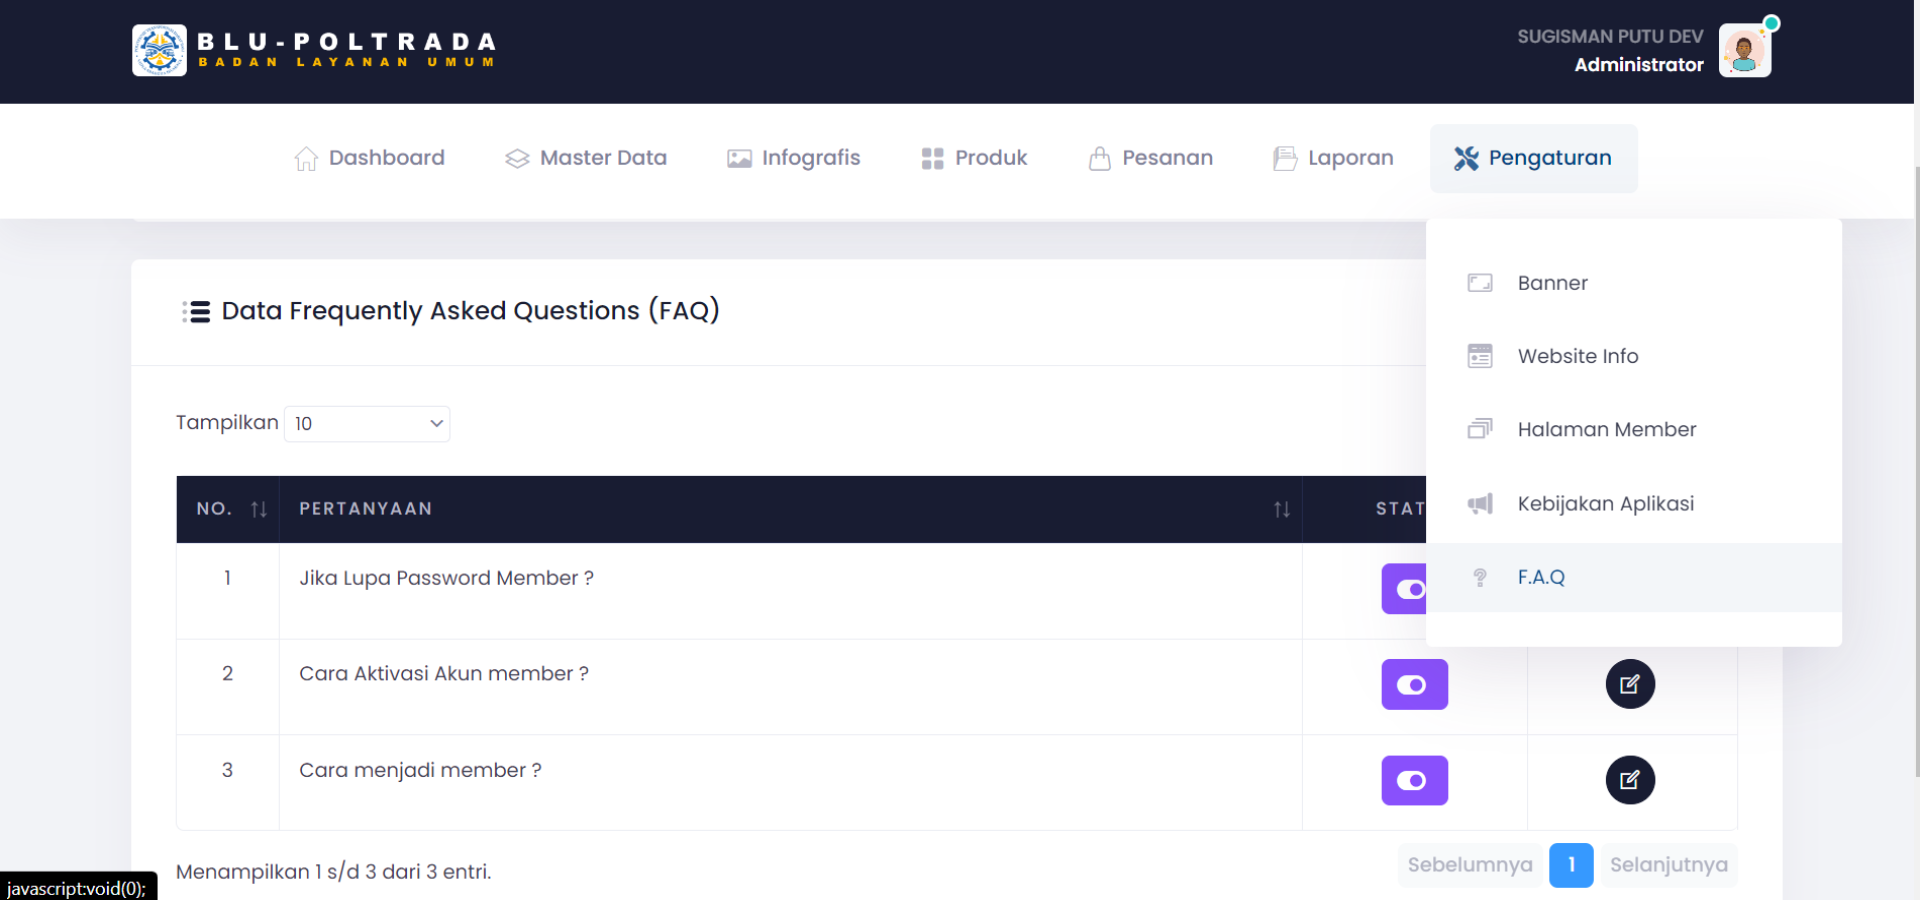 BLU-POLTRADA
BADAN LAYANAN UMUM
SUGISMAN PUTU DEV
Administrator
Dashboard
Master Data
Infografis
Produk
Pesanan
Laporan
Pengaturan
Banner
Website Info
Halaman Member
Kebijakan Aplikasi
F.A.Q
Data Frequently Asked Questions (FAQ)
Tampilkan 10
NO. PERTANYAAN STAT
1 Jika Lupa Password Member ?
2 Cara Aktivasi Akun member ?
3 Cara menjadi member ?
Menampilkan 1 s/d 3 dari 3 entri.
Sebelumnya 1 Selanjutnya
javascript:void(0);